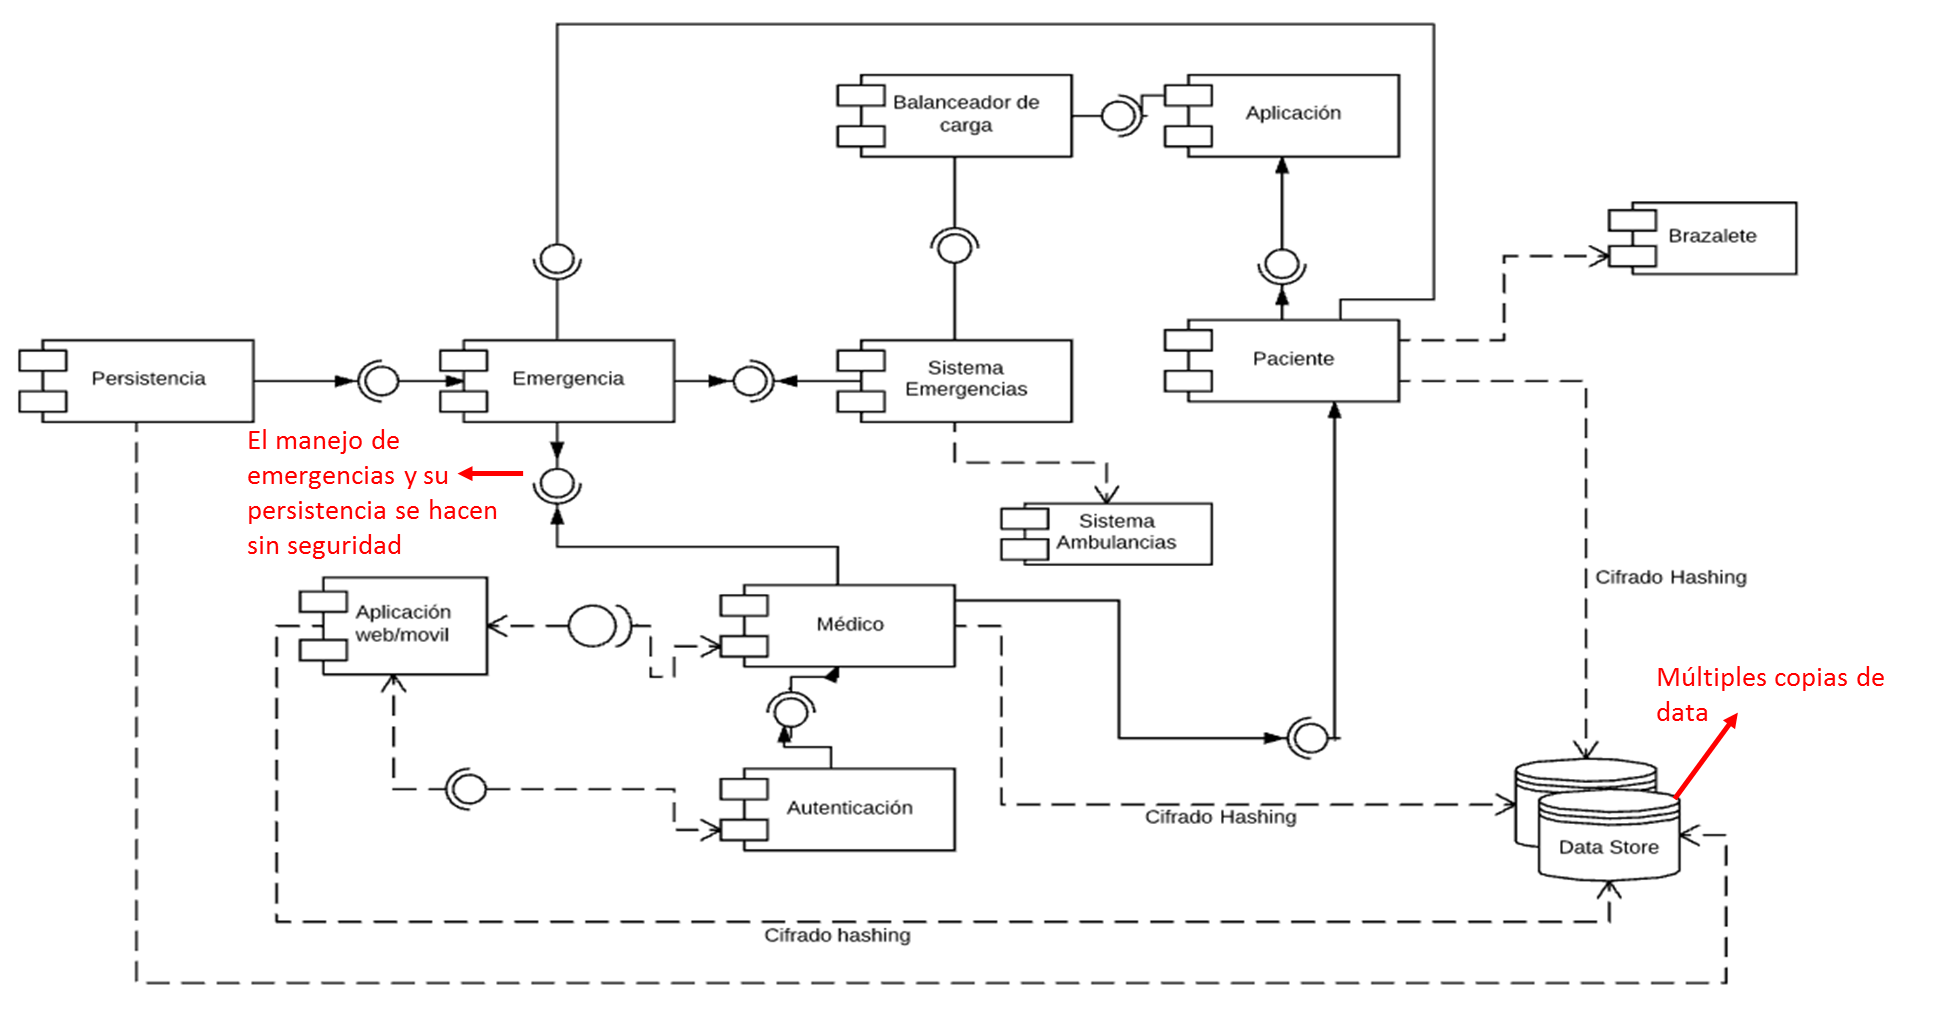 Balanceador de
carga
Aplicación
Brazalete
Persistencia
Emergencia
Sistema
Emergencias
Paciente
El manejo de
emergencias y su
persistencia se hacen
sin seguridad
Sistema
Ambulancias
Cifrado Hashing
Aplicación
web/movil
Médico
Múltiples copias de
data
Autenticación
Cifrado Hashing
Data Store
Cifrado hashing